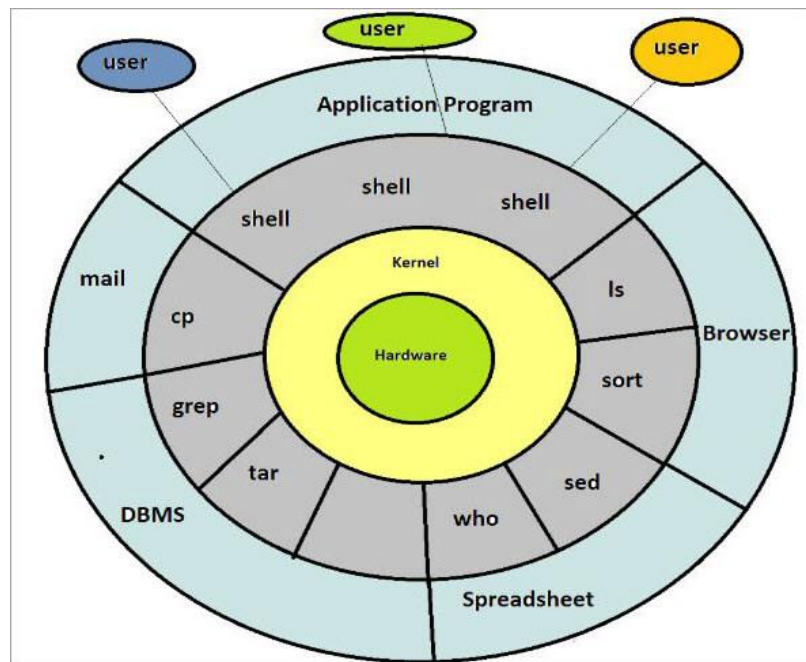 user
user
user
Application Program
shell
shell
shell
mail
cp
Kernel
ls
Hardware
Browser
grep
sort
tar
sed
DBMS
who
Spreadsheet